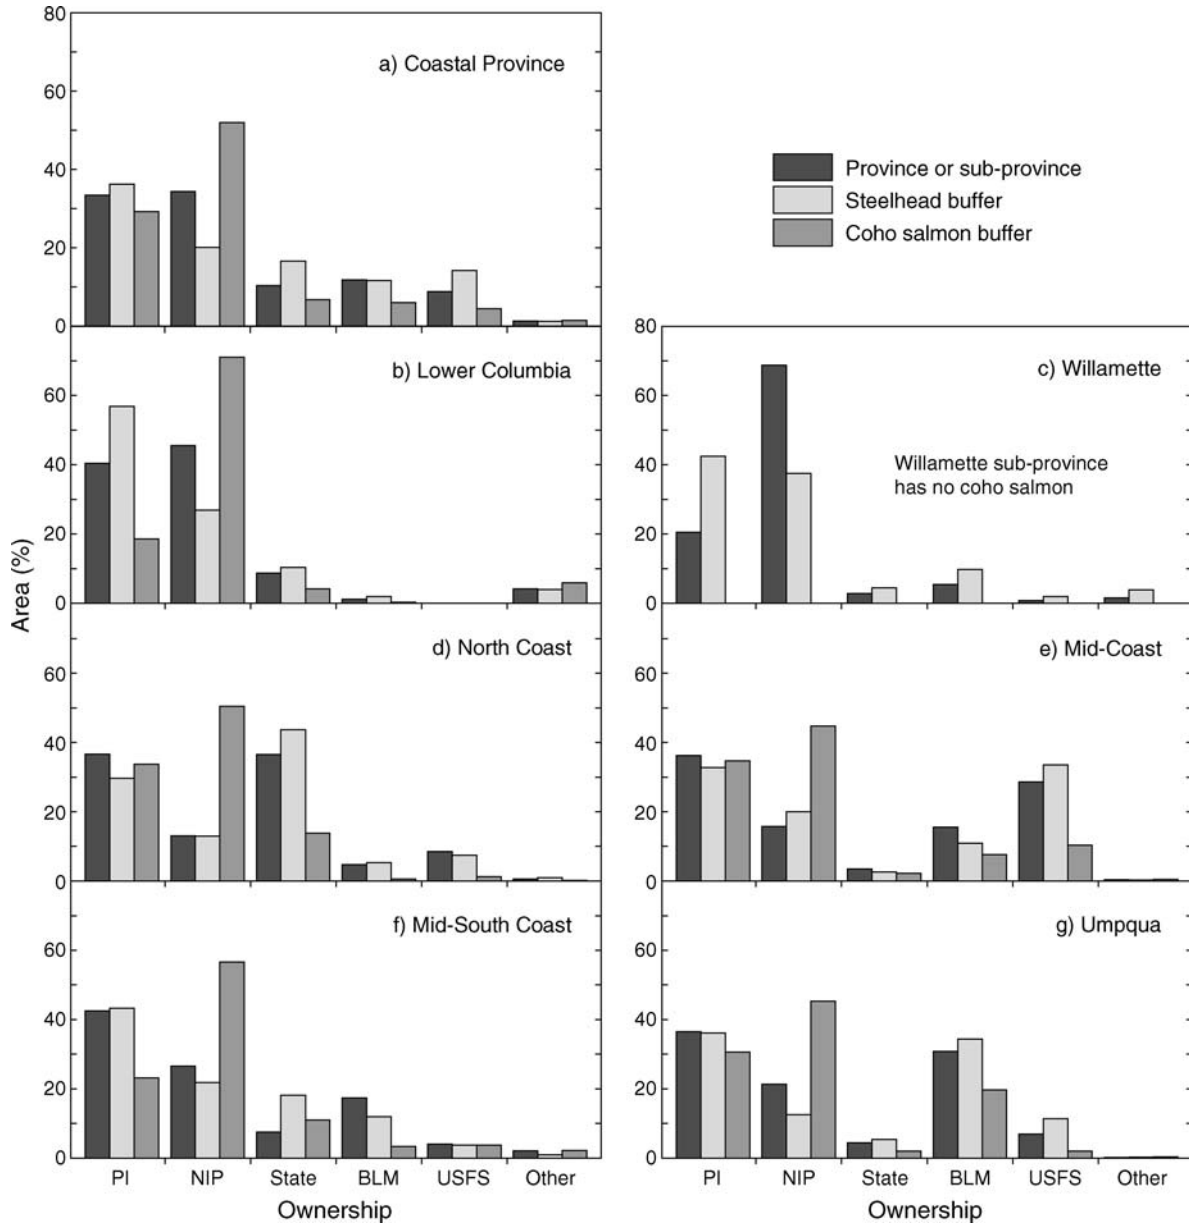 80
a) Coastal Province
60
40
20
0
Province or sub-province
Steelhead buffer
Coho salmon buffer
b) Lower Columbia
60
40
20
0
80
c) Willamette
60
Willamette sub-province
has no coho salmon
40
20
0
Area (%)
d) North Coast
60
40
20
0
e) Mid-Coast
60
40
20
0
f) Mid-South Coast
60
40
20
0
PI NIP State BLM USFS Other
Ownership
g) Umpqua
60
40
20
0
PI NIP State BLM USFS Other
Ownership